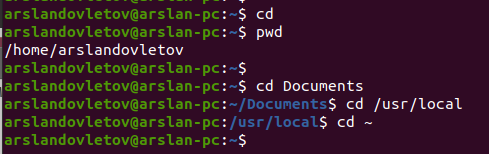 arslandovletov@arslan-pc:~$ cd
arslandovletov@arslan-pc:~$ pwd
/home/arslandovletov
arslandovletov@arslan-pc:~$
arslandovletov@arslan-pc:~$ cd Documents
arslandovletov@arslan-pc:~/Documents$ cd /usr/local
arslandovletov@arslan-pc:/usr/local$ cd ~
arslandovletov@arslan-pc:~$